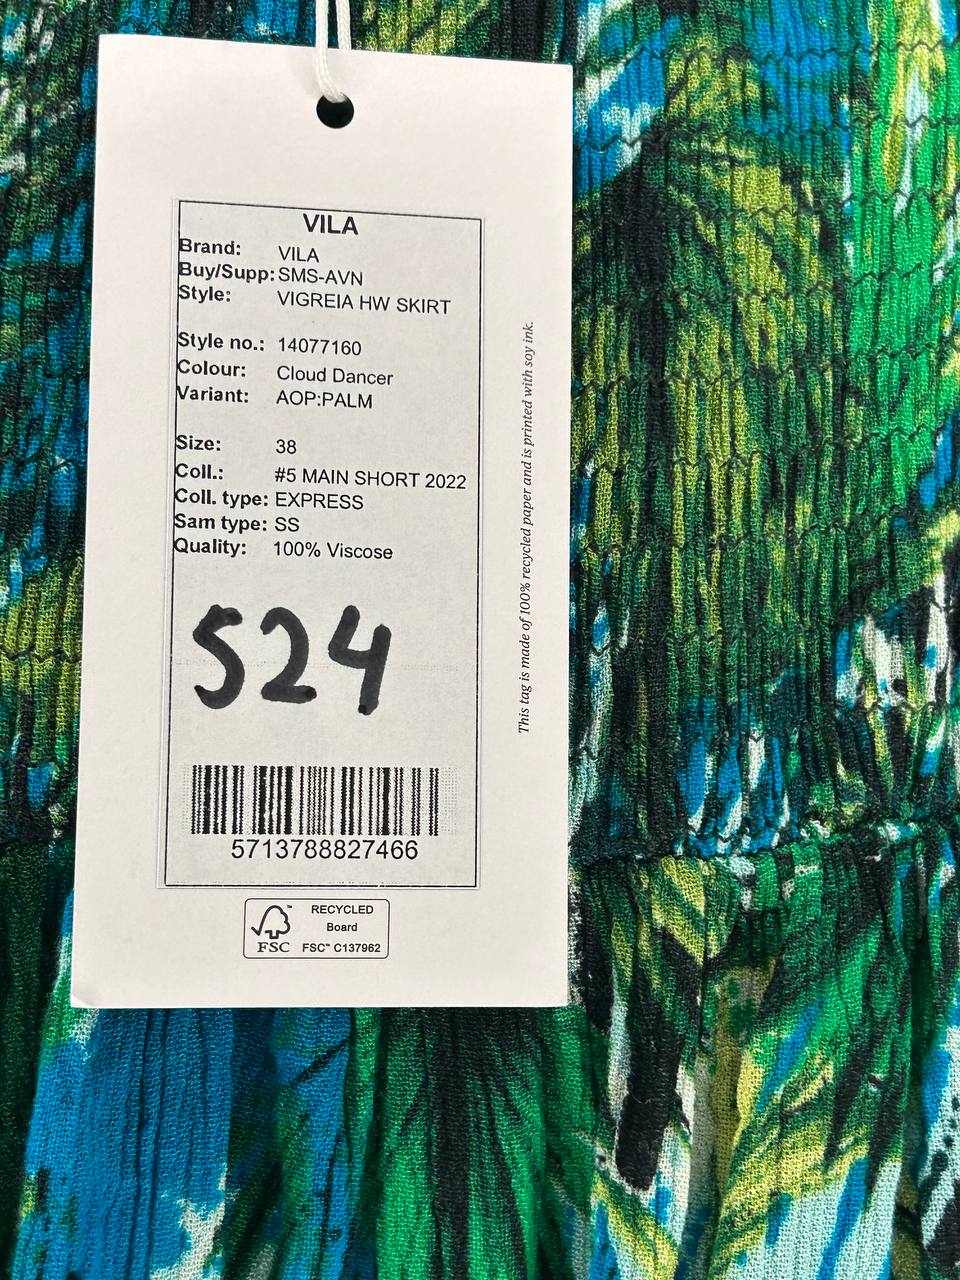 VILA
Brand: VILA
Buy/Supp: SMS-AVN
Style: VIGREIA HW SKIRT
Style no.: 14077160
Colour: Cloud Dancer
Variant: AOP:PALM
Size: 38
Coll.: #5 MAIN SHORT 2022
Coll. type: EXPRESS
Sam type: SS
Quality: 100% Viscose
524
5713788827466
FSC™
RECYCLED
Board
FSC™ C137962
This tag is made of 100% recycled paper and is printed with soy ink.